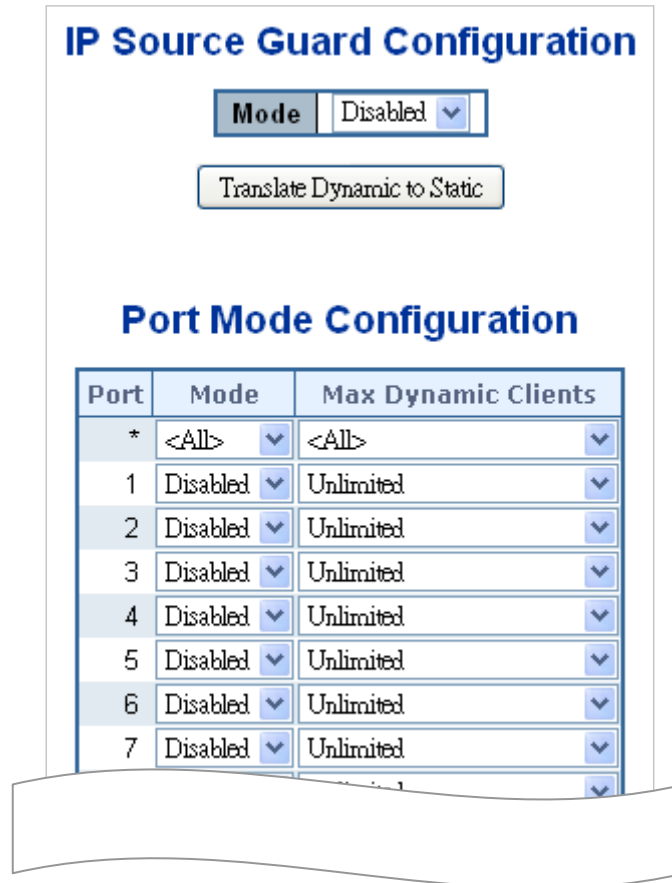 IP Source Guard Configuration
Mode Disabled
Translate Dynamic to Static
Port Mode Configuration
Port Mode Max Dynamic Clients
* <All> <All>
1 Disabled Unlimited
2 Disabled Unlimited
3 Disabled Unlimited
4 Disabled Unlimited
5 Disabled Unlimited
6 Disabled Unlimited
7 Disabled Unlimited